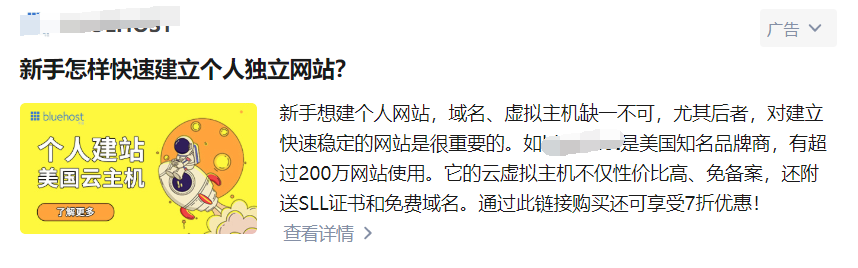 广告
新手怎样快速建立个人独立网站？
bluehost
个人建站
美国云主机
了解更多
新手想建个人网站，域名、虚拟主机缺一不可，尤其后者，对建立
快速稳定的网站是很重要的。如 是美国知名品牌商，有超
过200万网站使用。它的云虚拟主机不仅性价比高、免备案，还附
送SLL证书和免费域名。通过此链接购买还可享受7折优惠！
查看详情